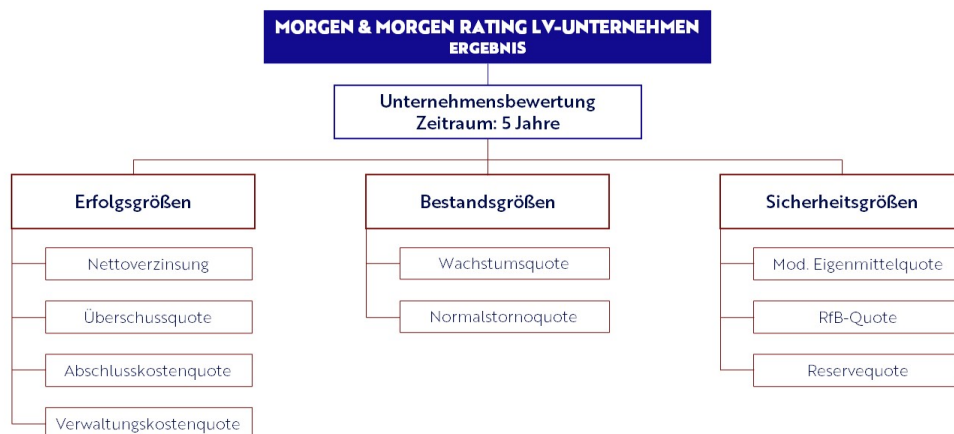 MORGEN & MORGEN RATING LV-UNTERNEHMEN
ERGEBNIS
Unternehmensbewertung
Zeitraum: 5 Jahre
Erfolgsgrößen
Nettoverzinsung
Überschussquote
Abschlusskostenquote
Verwaltungskostenquote
Bestandsgrößen
Wachstumsquote
Normalstornoquote
Sicherheitsgrößen
Mod. Eigenmittelquote
RfB-Quote
Reservequote